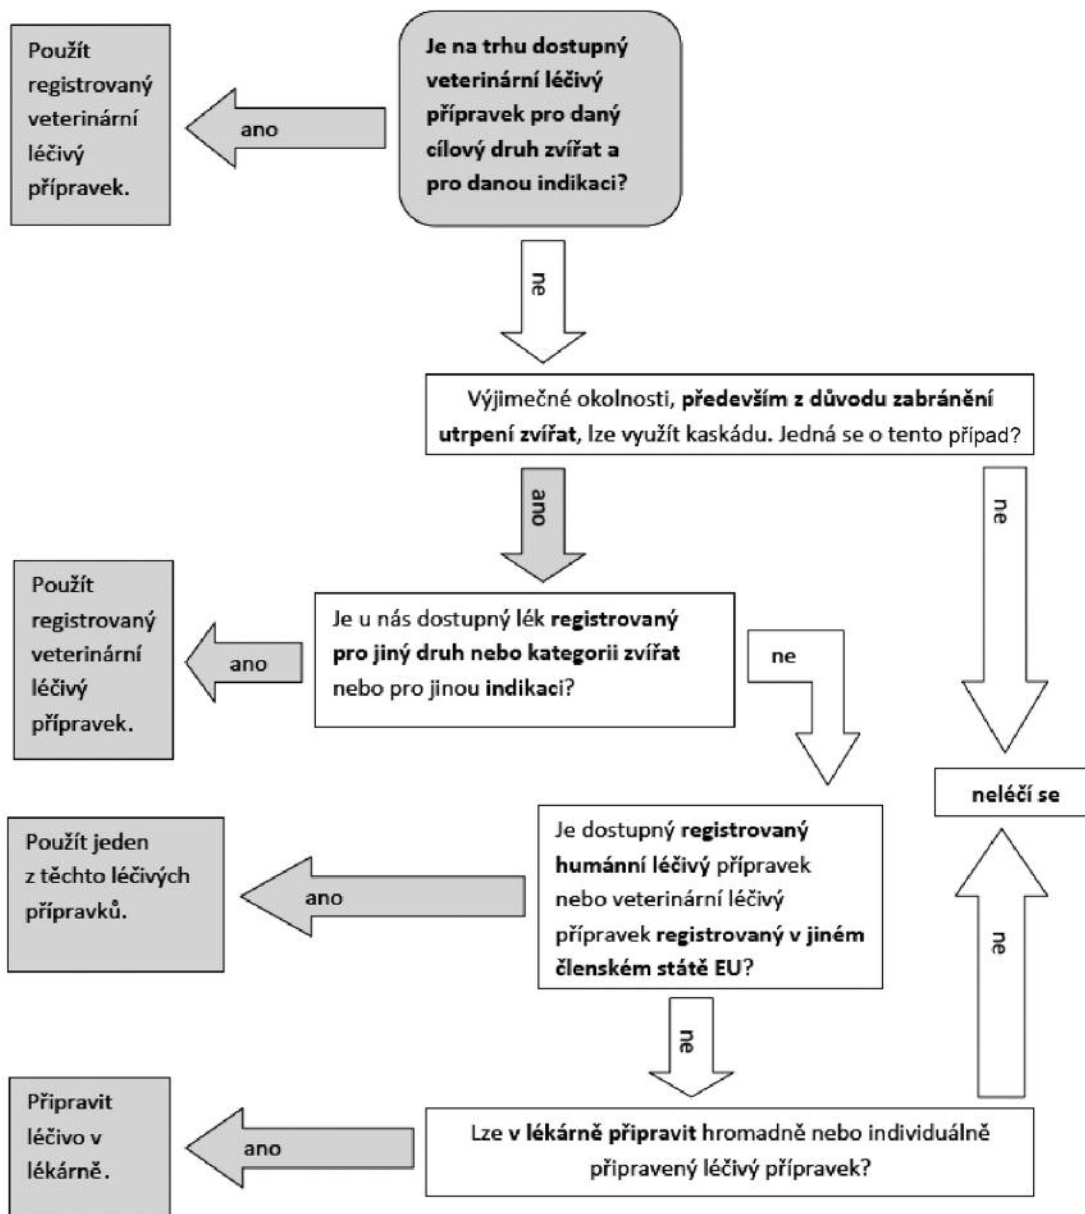 Použít
registrovaný
veterinární
léčivý
přípravek.
ano
Je na trhu dostupný
veterinární léčivý
přípravek pro daný
cílový druh zvířat a
pro danou indikaci?
ne
Výjimečné okolnosti, především z důvodu zabránění
utrpení zvířat, lze využít kaskádu. Jedná se o tento případ?
ano
ne
Použít
registrovaný
veterinární
léčivý
přípravek.
ano
Je u nás dostupný lék registrovaný
pro jiný druh nebo kategorii zvířat
nebo pro jinou indikaci?
ne
neléčí se
Použít jeden
z těchto léčivých
přípravků.
ano
Je dostupný registrovaný
humánní léčivý přípravek
nebo veterinární léčivý
přípravek registrovaný v jiném
členském státě EU?
ne
ne
Připravit
léčivo v
lékárně.
ano
Lze v lékárně připravit hromadně nebo individuálně
připravený léčivý přípravek?